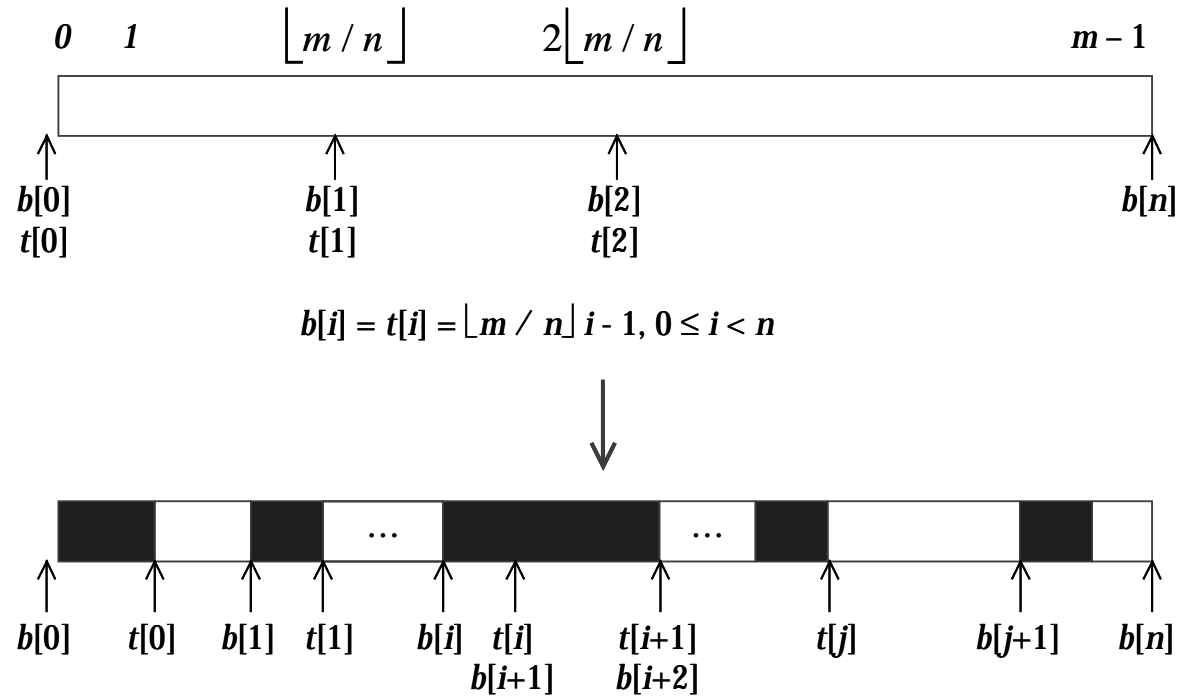 0 1 ⌊m / n⌋ 2⌊m / n⌋ m – 1
b[0] b[1] b[2] b[n]
t[0] t[1] t[2]
b[i] = t[i] = ⌊m / n⌋ i - 1, 0 ≤ i < n
... ...
b[0] t[0] b[1] t[1] b[i] t[i] t[i+1] t[j] b[j+1] b[n]
b[i+1] b[i+2]